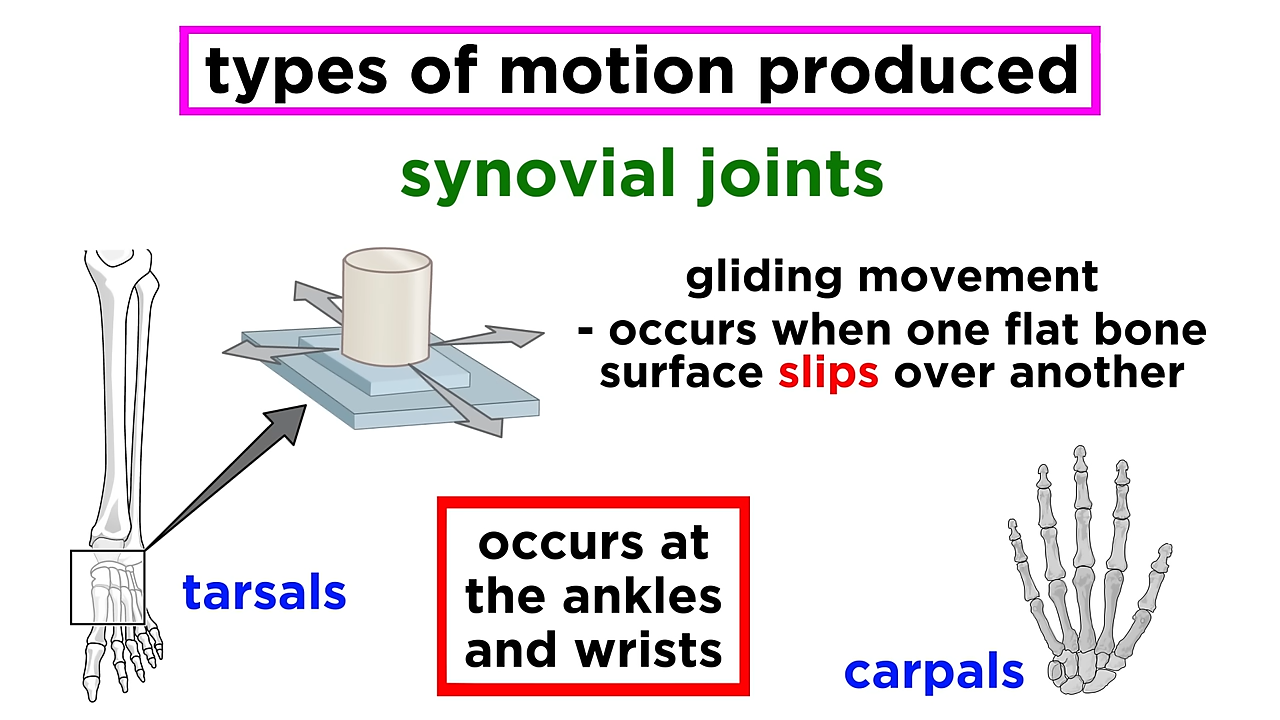 types of motion produced
synovial joints
gliding movement
- occurs when one flat bone
surface slips over another
occurs at
the ankles
and wrists
tarsals
carpals